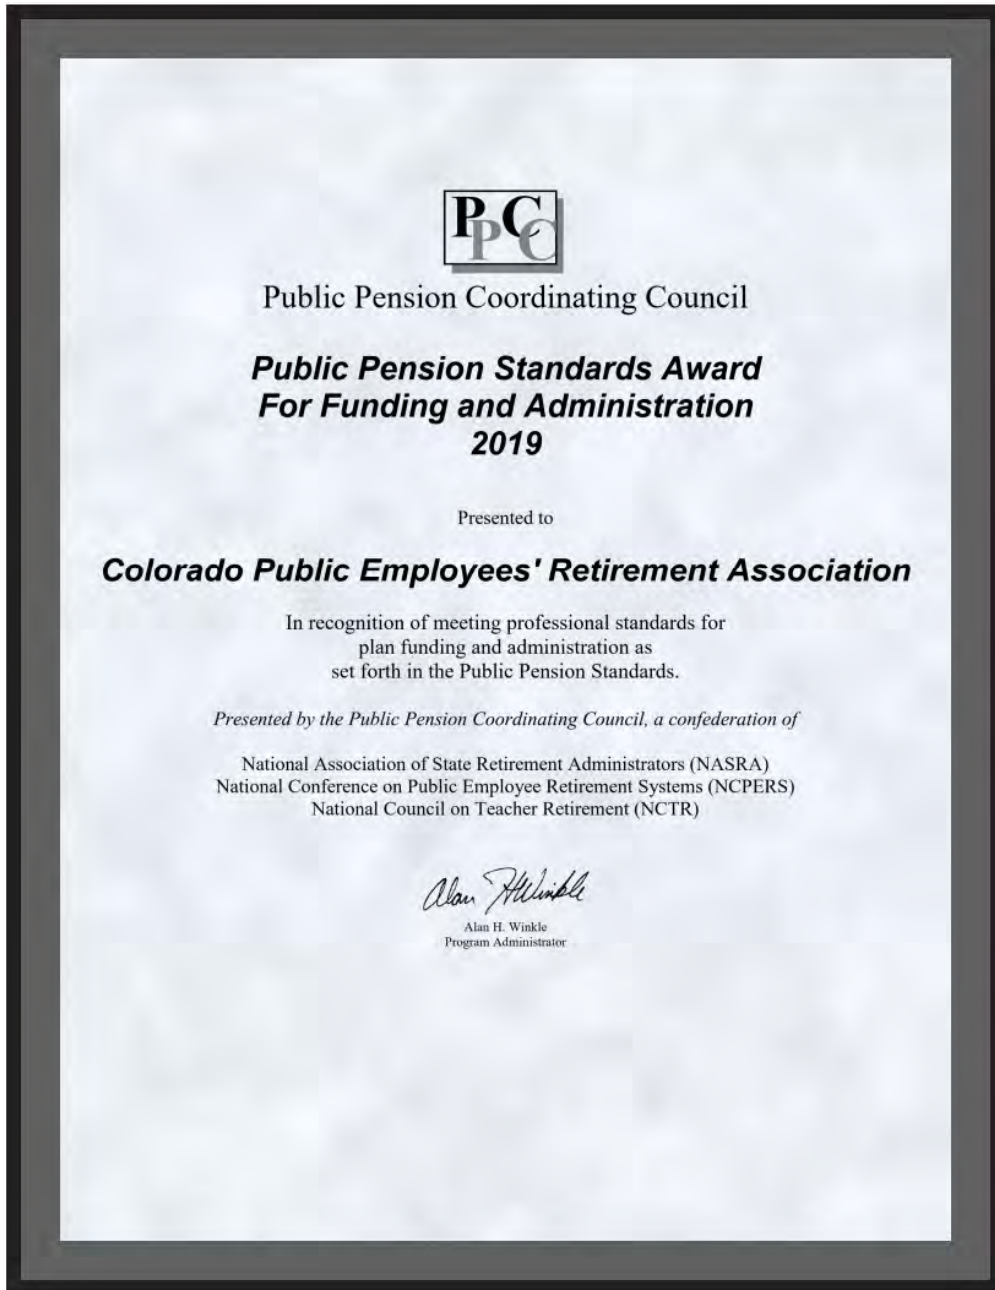 PPCC
Public Pension Coordinating Council
Public Pension Standards Award
For Funding and Administration
2019
Presented to
Colorado Public Employees' Retirement Association
In recognition of meeting professional standards for
plan funding and administration as
set forth in the Public Pension Standards.
Presented by the Public Pension Coordinating Council, a confederation of
National Association of State Retirement Administrators (NASRA)
National Conference on Public Employee Retirement Systems (NCPERS)
National Council on Teacher Retirement (NCTR)
Alan H Winkle
Alan H. Winkle
Program Administrator